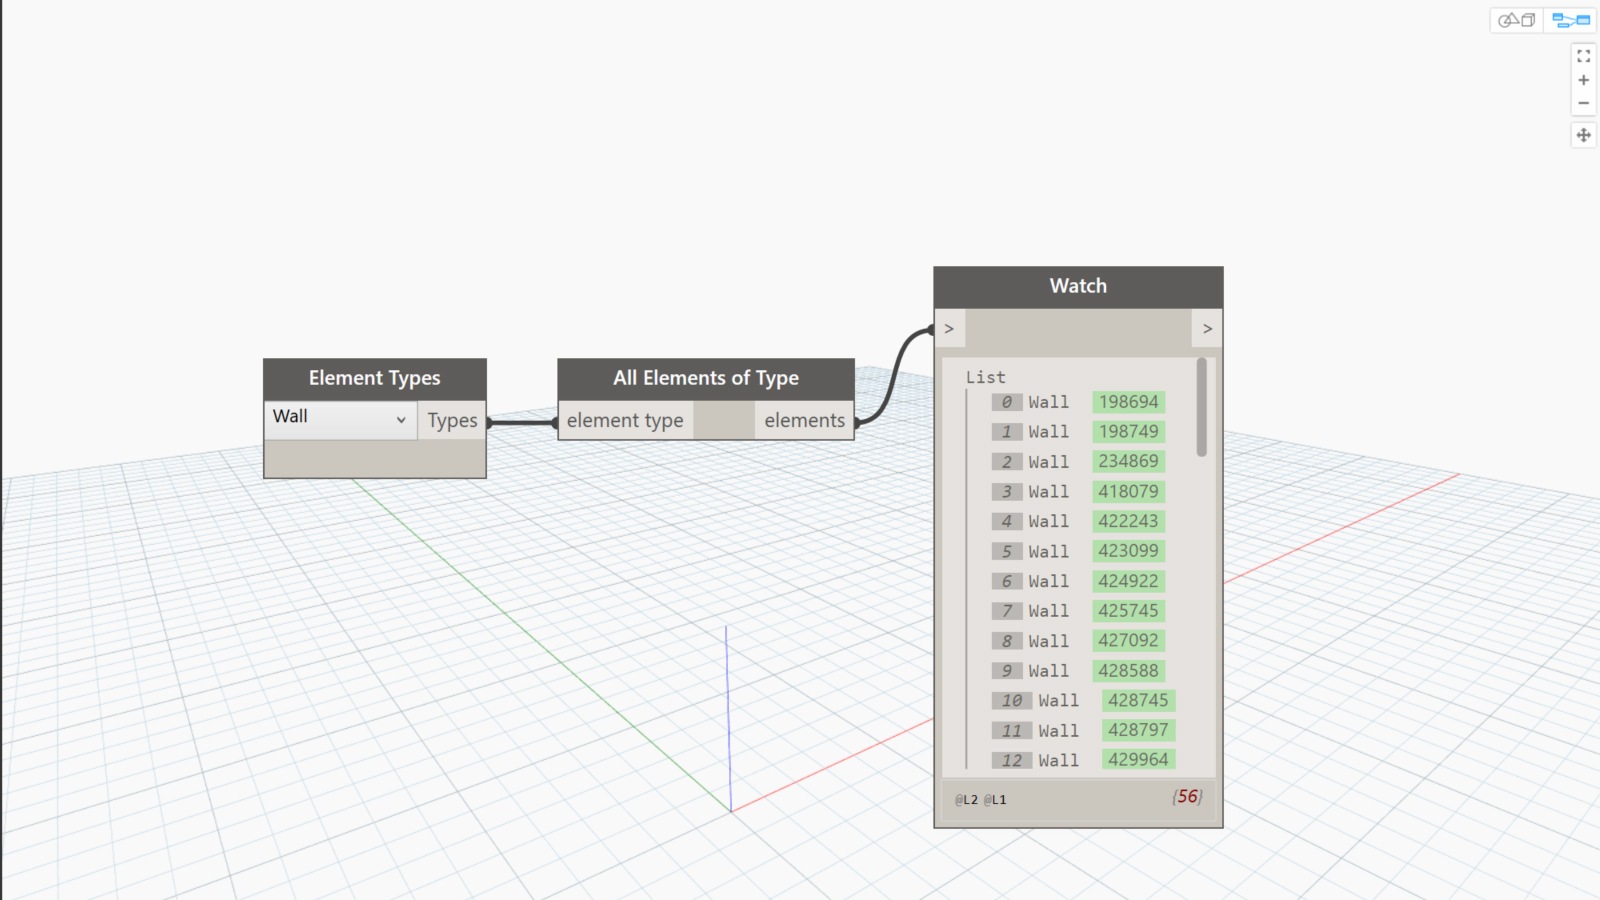 Element Types
Wall
Types
All Elements of Type
element type
elements
Watch
>
>
List
0 Wall 198694
1 Wall 198749
2 Wall 234869
3 Wall 418079
4 Wall 422243
5 Wall 423099
6 Wall 424922
7 Wall 425745
8 Wall 427092
9 Wall 428588
10 Wall 428745
11 Wall 428797
12 Wall 429964
@L2 @L1
{56}